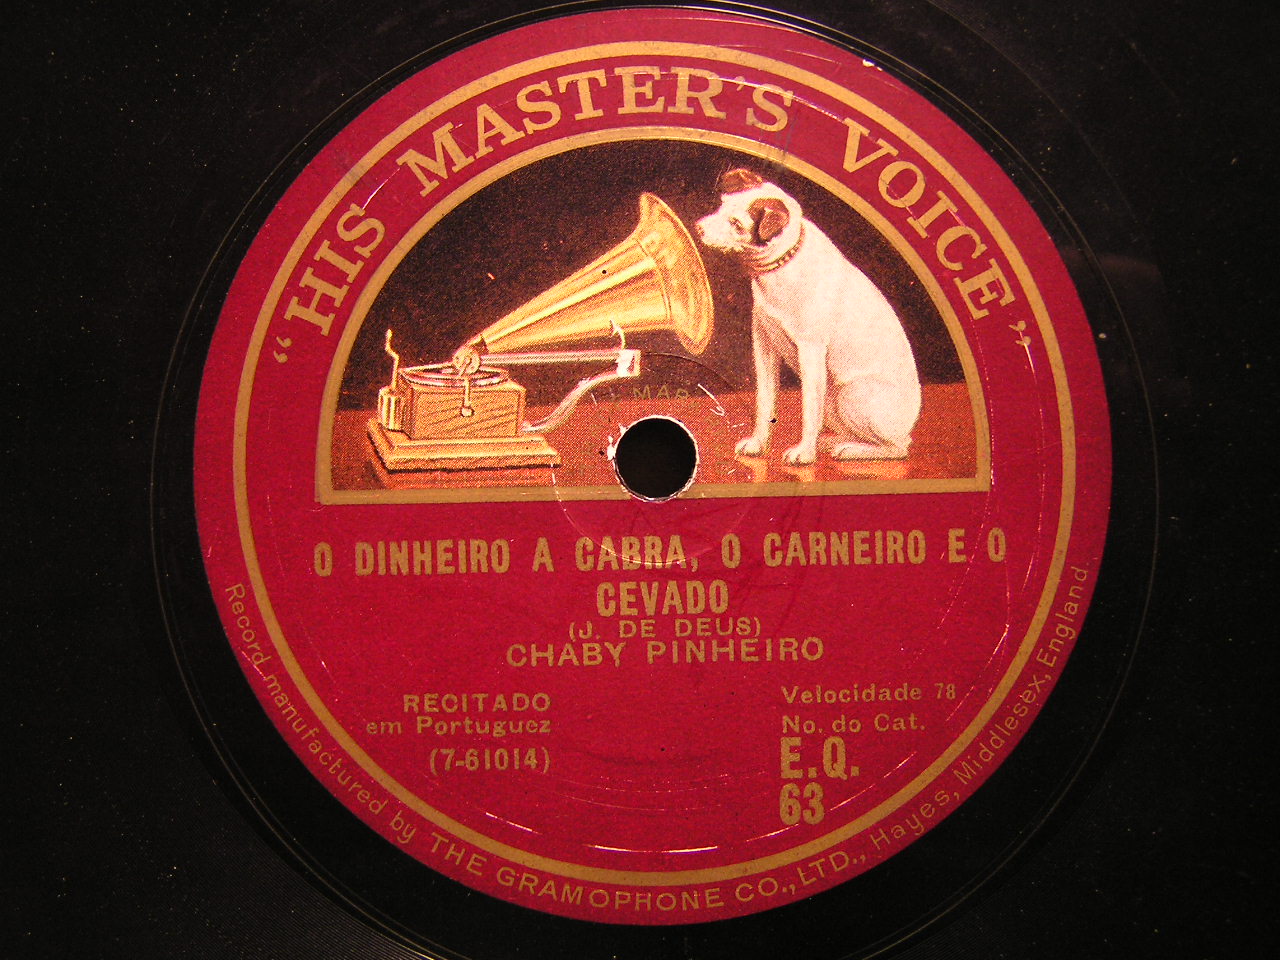 "HIS MASTER'S VOICE"
O DINHEIRO A CABRA, O CARNEIRO E O
CEVADO
(J. DE DEUS)
CHABY PINHEIRO
RECITADO
em Portuguez
(7-61014)
Velocidade 78
No. do Cat.
E.Q.
63
Record manufactured by THE GRAMOPHONE CO., LTD., Hayes, Middlesex, England